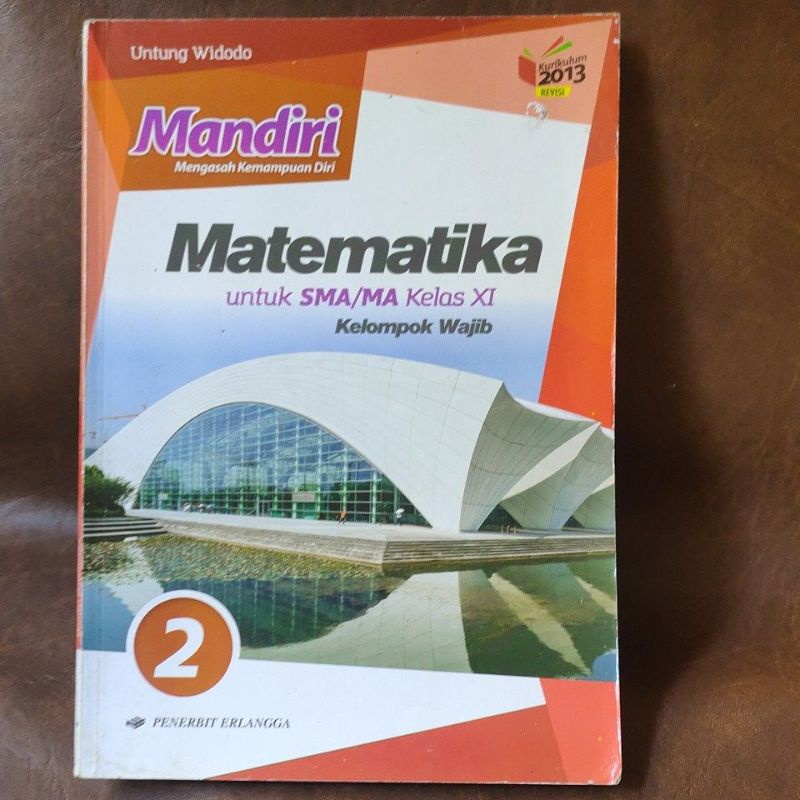 Untung Widodo
Kurikulum
2013
REVISI
Mandiri
Mengasah Kemampuan Diri
Matematika
untuk SMA/MA Kelas XI
Kelompok Wajib
2
PENERBIT ERLANGGA